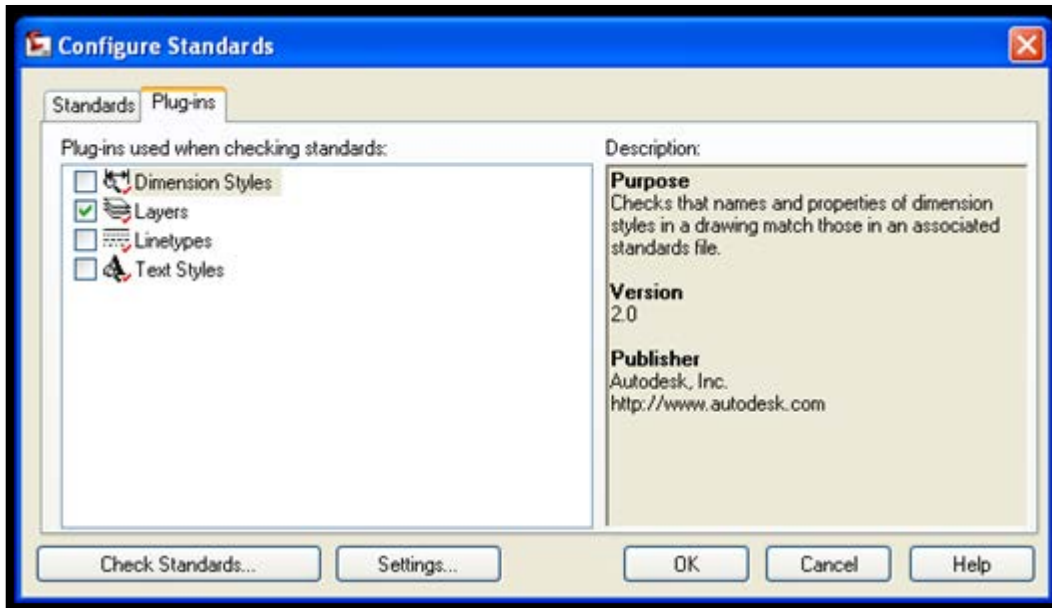 Configure Standards
Standards
Plug-ins
Plug-ins used when checking standards:
Dimension Styles
Layers
Linetypes
Text Styles
Description:
Purpose
Checks that names and properties of dimension
styles in a drawing match those in an associated
standards file.
Version
2.0
Publisher
Autodesk, Inc.
http://www.autodesk.com
Check Standards...
Settings...
OK
Cancel
Help